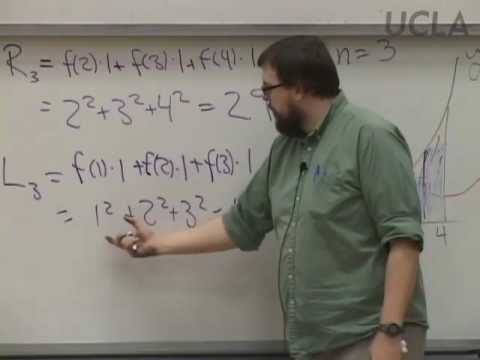 UCLA
R₃ = f(2)·1 + f(3)·1 + f(4)·1
n = 3
= 2² + 3² + 4² = 2
L₃ = f(1)·1 + f(2)·1 + f(3)·1
= 1² + 2² + 3² =
4